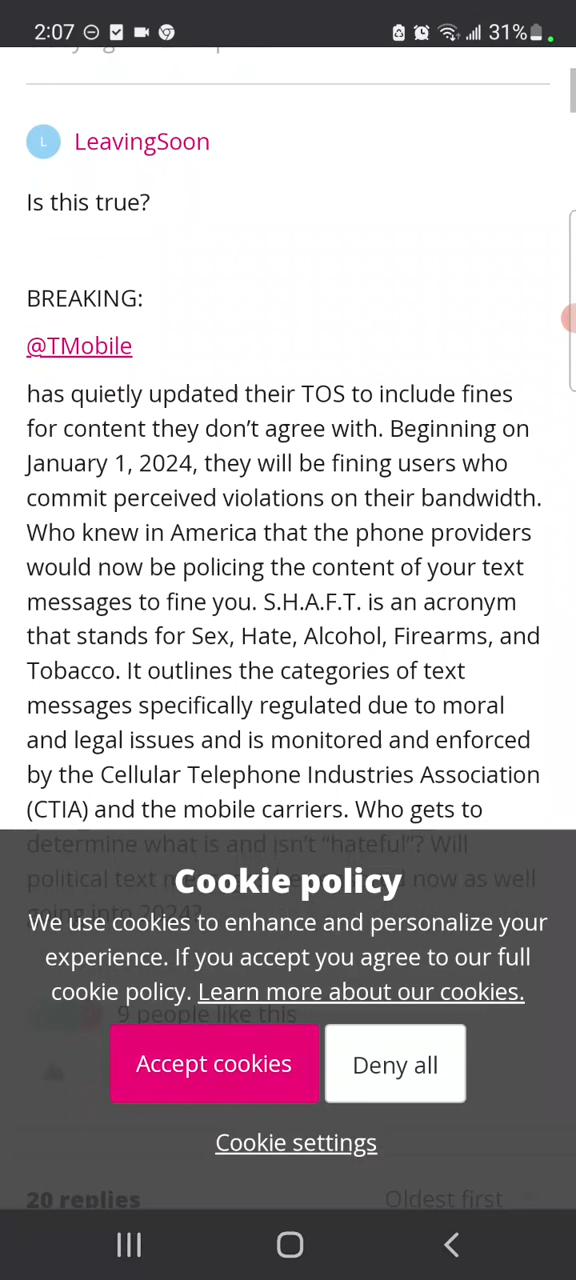 2:07
31%
L
LeavingSoon
Is this true?
BREAKING:
@TMobile
has quietly updated their TOS to include fines
for content they don’t agree with. Beginning on
January 1, 2024, they will be fining users who
commit perceived violations on their bandwidth.
Who knew in America that the phone providers
would now be policing the content of your text
messages to fine you. S.H.A.F.T. is an acronym
that stands for Sex, Hate, Alcohol, Firearms, and
Tobacco. It outlines the categories of text
messages specifically regulated due to moral
and legal issues and is monitored and enforced
by the Cellular Telephone Industries Association
(CTIA) and the mobile carriers. Who gets to
determine what is and isn’t “hateful”? Will
political text now as well
going into 2024?
Cookie policy
We use cookies to enhance and personalize your
experience. If you accept you agree to our full
cookie policy. Learn more about our cookies.
9 people like this
Accept cookies
Deny all
Cookie settings
20 replies
Oldest first